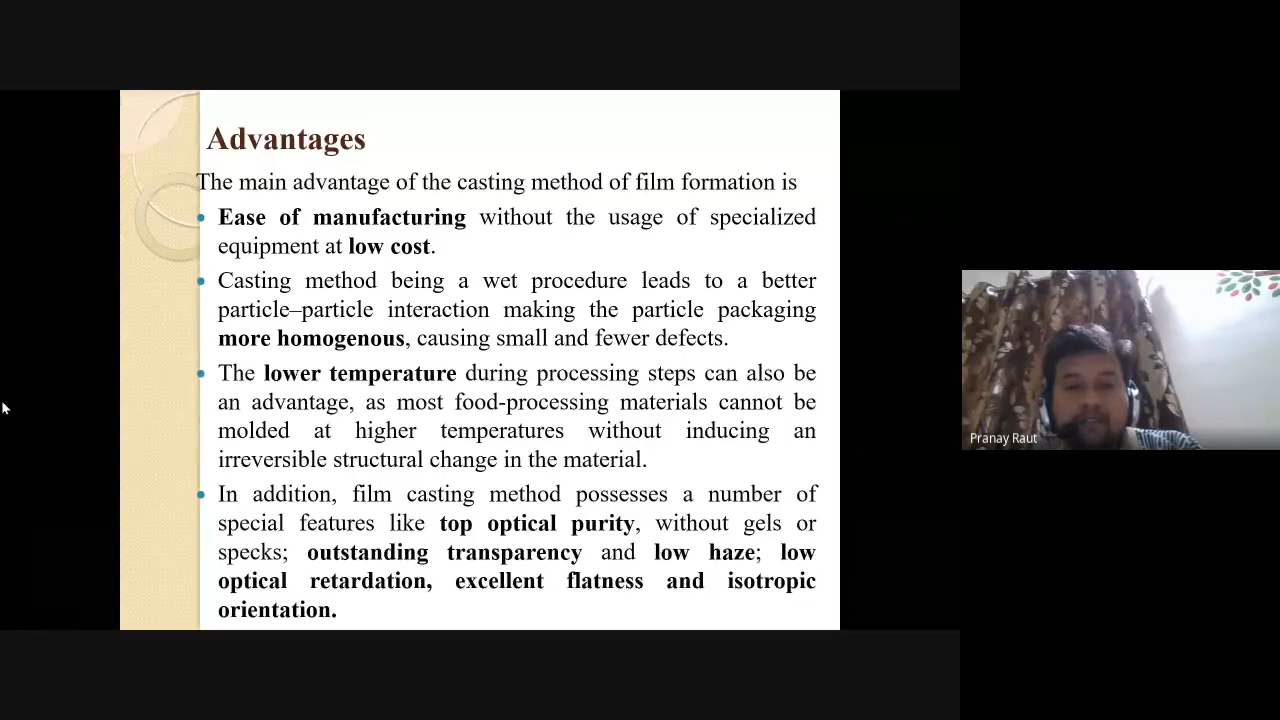 Advantages
The main advantage of the casting method of film formation is
Ease of manufacturing without the usage of specialized
equipment at low cost.
Casting method being a wet procedure leads to a better
particle–particle interaction making the particle packaging
more homogenous, causing small and fewer defects.
The lower temperature during processing steps can also be
an advantage, as most food-processing materials cannot be
molded at higher temperatures without inducing an
irreversible structural change in the material.
In addition, film casting method possesses a number of
special features like top optical purity, without gels or
specks; outstanding transparency and low haze; low
optical retardation, excellent flatness and isotropic
orientation.
Pranay Raut